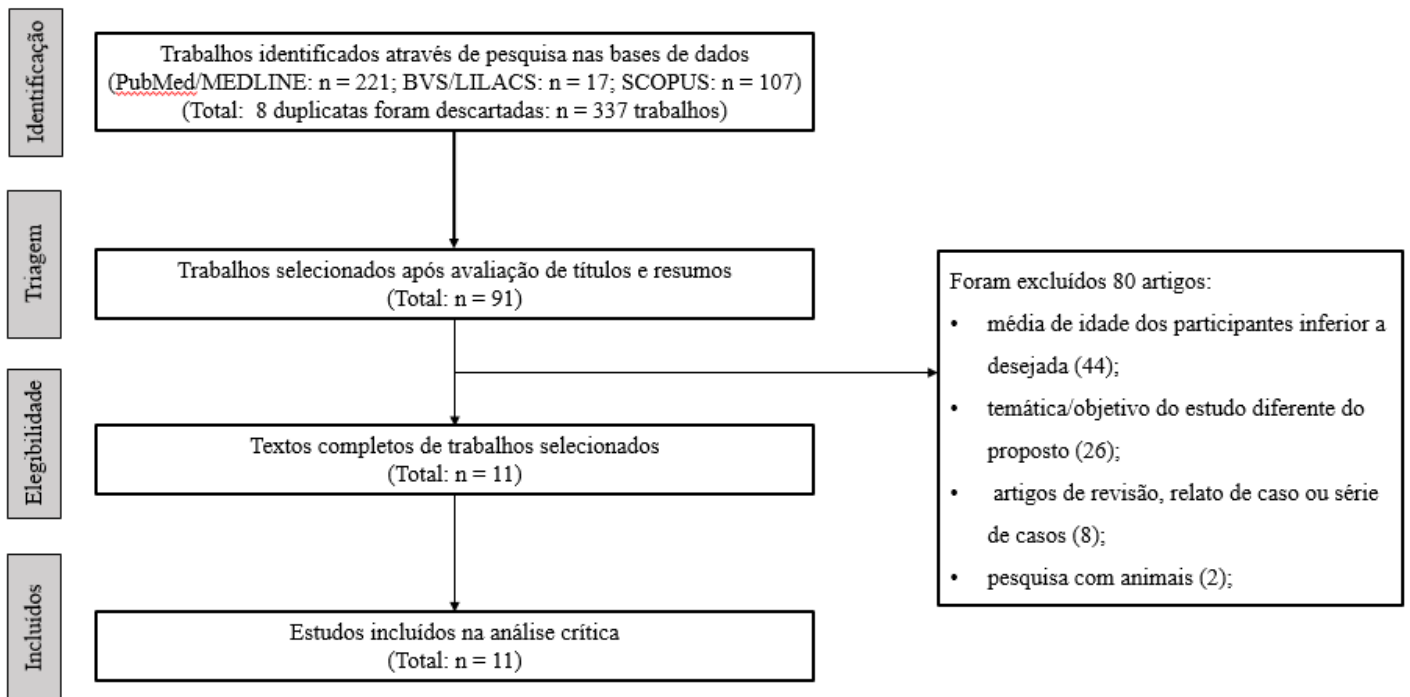 Identificação
Trabalhos identificados através de pesquisa nas bases de dados
(PubMed/MEDLINE: n = 221; BVS/LILACS: n = 17; SCOPUS: n = 107)
(Total:  8 duplicatas foram descartadas: n = 337 trabalhos)
Triagem
Trabalhos selecionados após avaliação de títulos e resumos
(Total: n = 91)
Foram excluídos 80 artigos:
• média de idade dos participantes inferior a
desejada (44);
• temática/objetivo do estudo diferente do
proposto (26);
• artigos de revisão, relato de caso ou série
de casos (8);
• pesquisa com animais (2);
Elegibilidade
Textos completos de trabalhos selecionados
(Total: n = 11)
Incluídos
Estudos incluídos na análise crítica
(Total: n = 11)